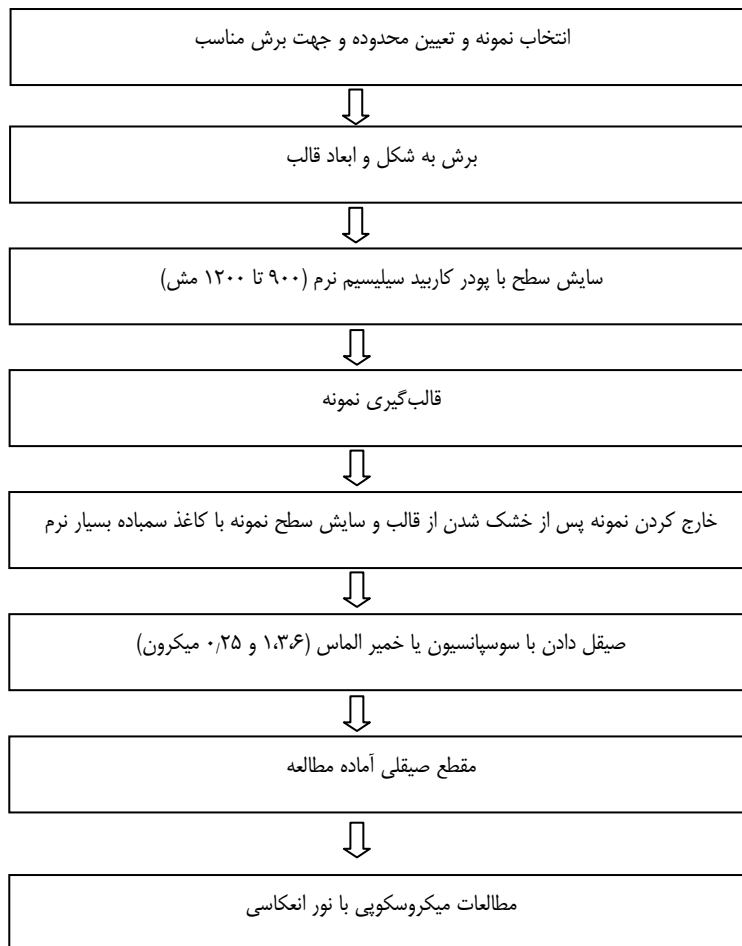 انتخاب نمونه و تعیین محدوده و جهت برش مناسب
برش به شکل و ابعاد قالب
سایش سطح با پودر کاربید سیلیسیم نرم (۹۰۰ تا ۱۲۰۰ مش)
قالب‌گیری نمونه
خارج کردن نمونه پس از خشک شدن از قالب و سایش سطح نمونه با کاغذ سمباده بسیار نرم
صیقل دادن با سوسپانسیون یا خمیر الماس (۱،۳،۶ و ۰٫۲۵ میکرون)
مقطع صیقلی آماده مطالعه
مطالعات میکروسکوپی با نور انعکاسی